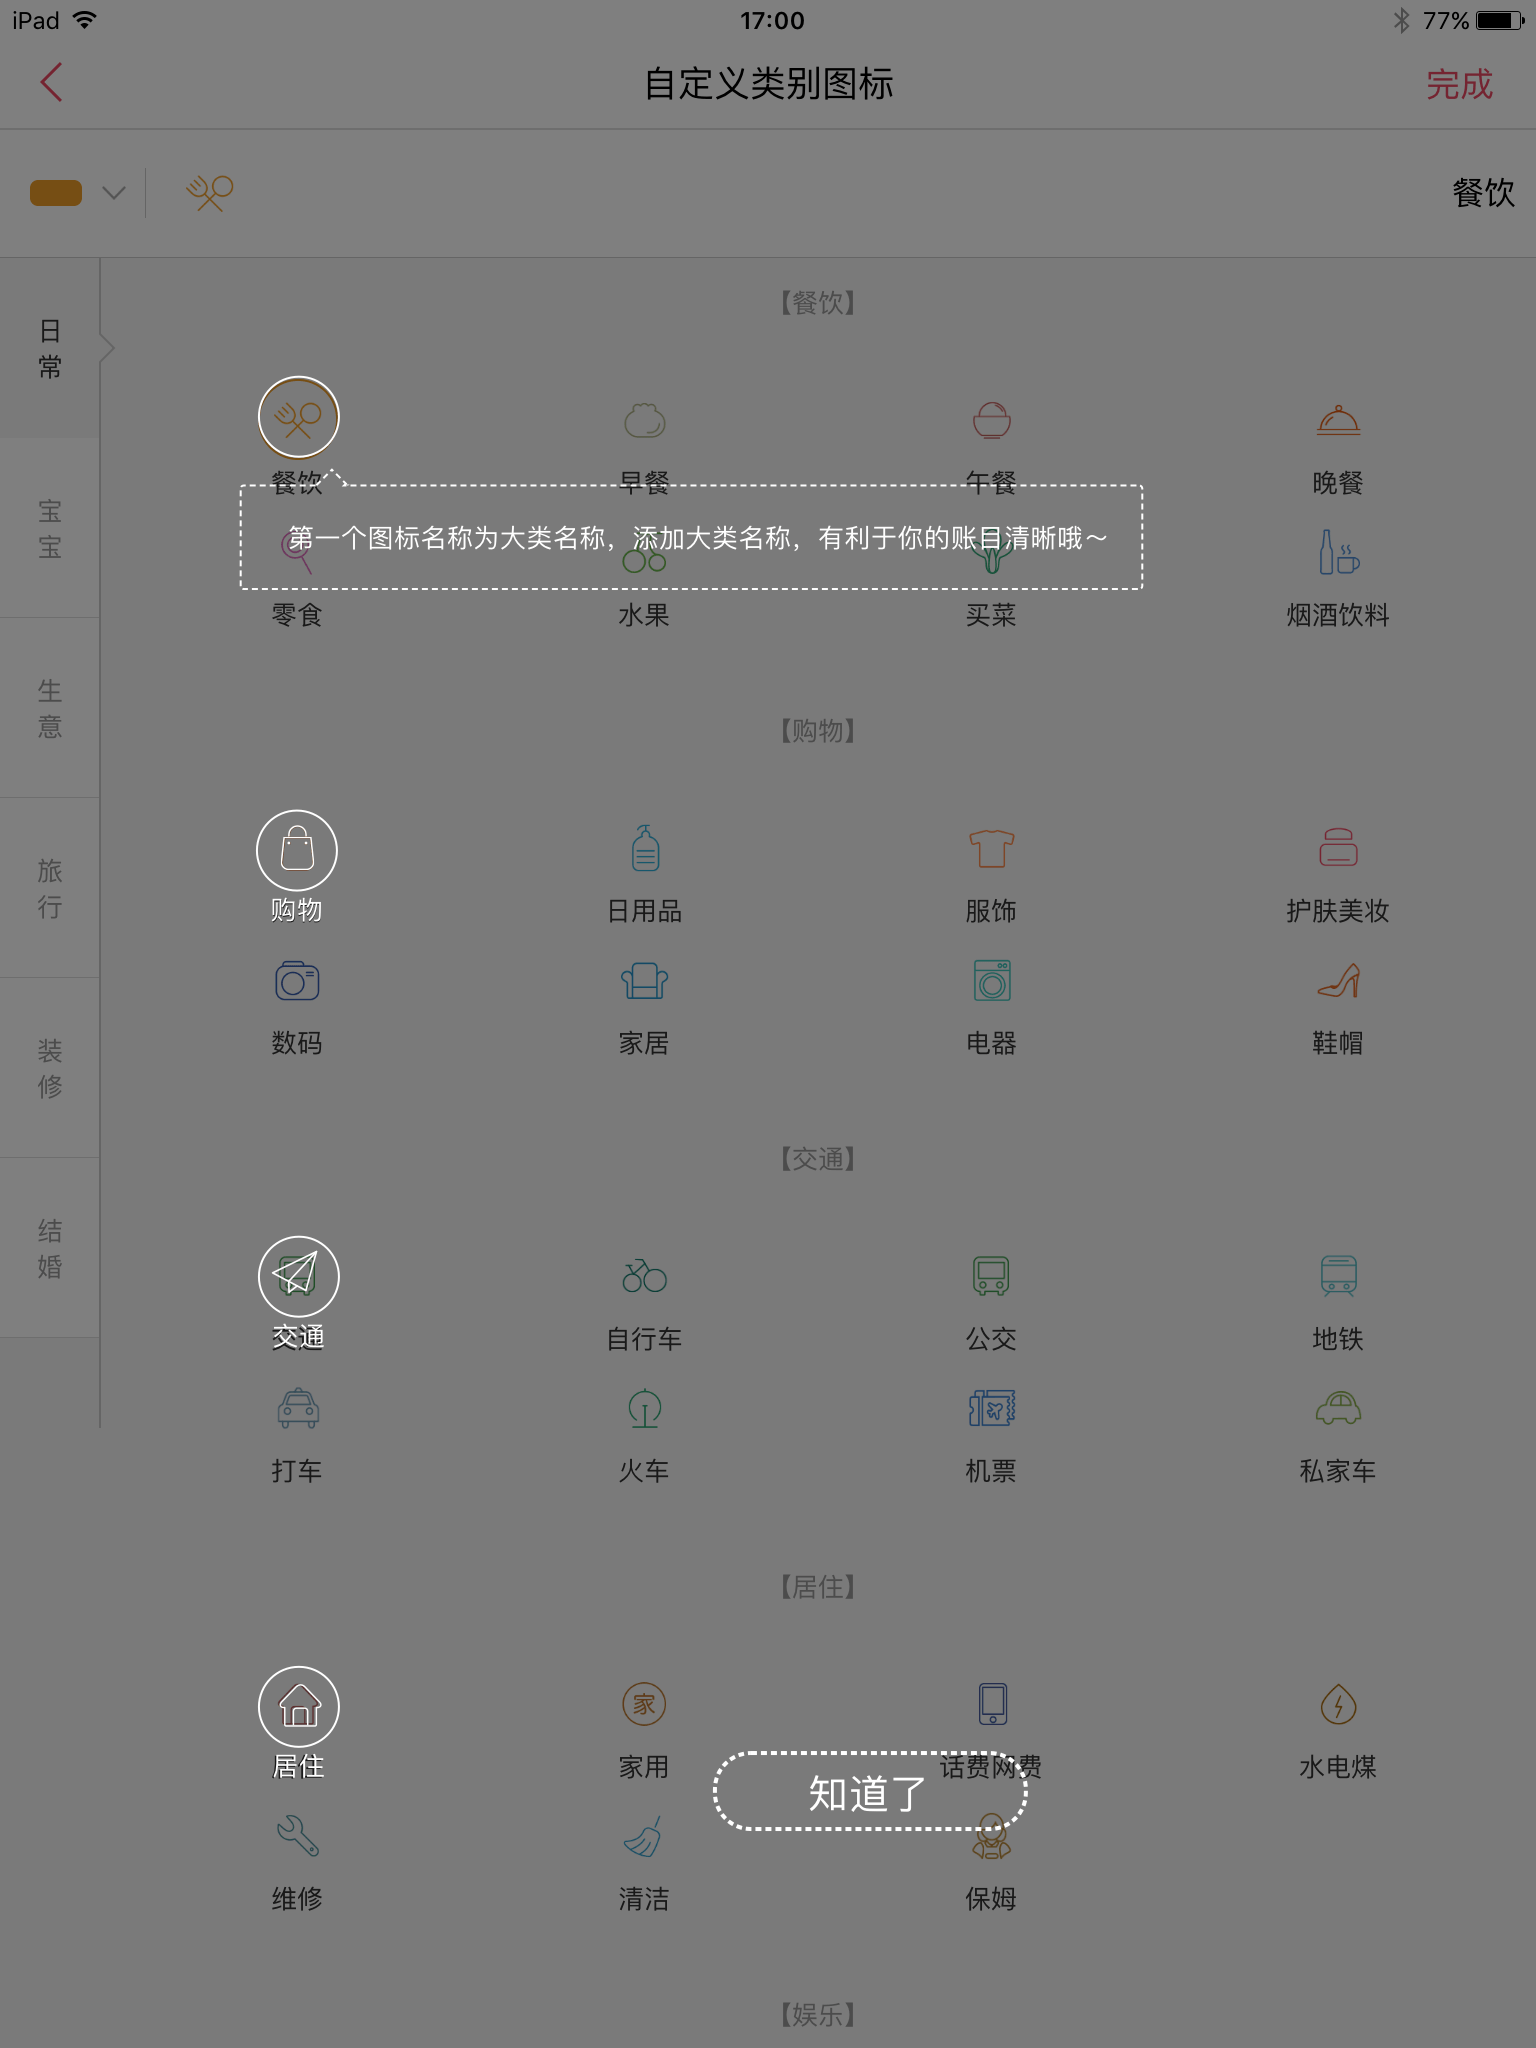 iPad 17:00 77%
自定义类别图标 完成
餐饮
日常
宝宝
生意
旅行
装修
结婚
【餐饮】
餐饮 早餐 午餐 晚餐
第一个图标名称为大类名称，添加大类名称，有利于你的账目清晰哦～
零食 水果 买菜 烟酒饮料
【购物】
购物 日用品 服饰 护肤美妆
数码 家居 电器 鞋帽
【交通】
交通 自行车 公交 地铁
打车 火车 机票 私家车
【居住】
家
居住 家用 话费网费 水电煤
知道了
维修 清洁 保姆
【娱乐】